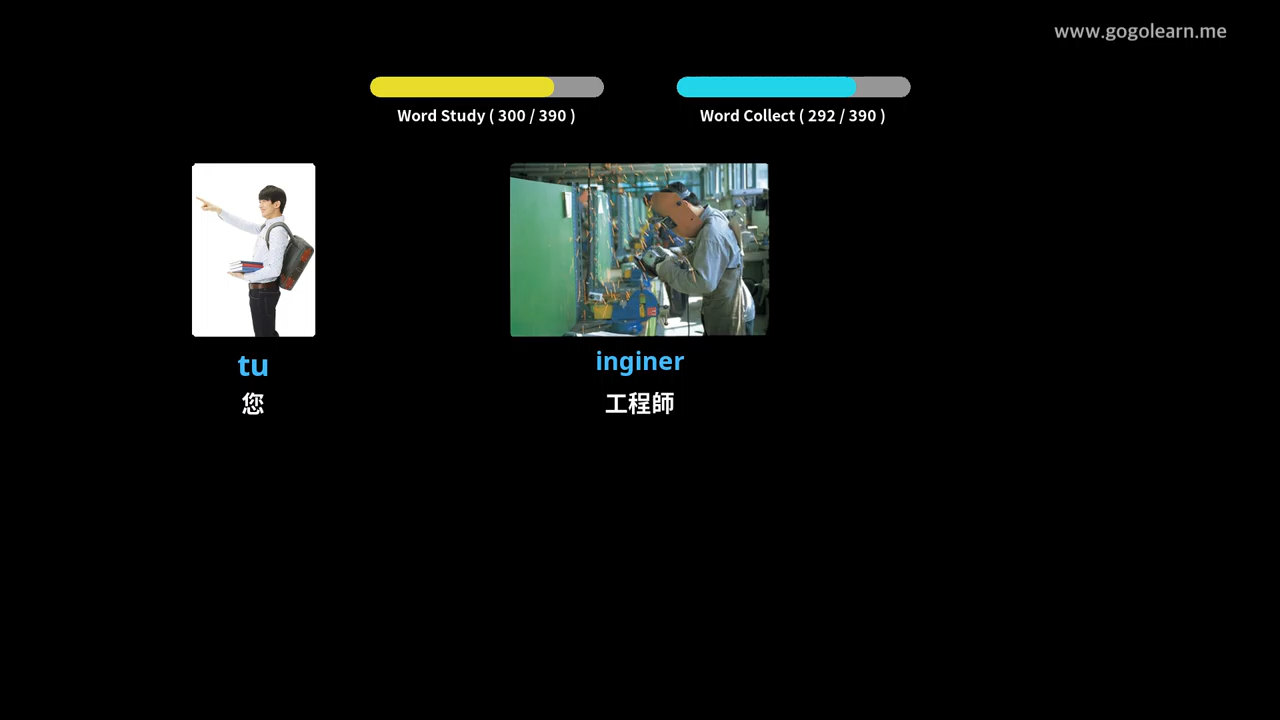 www.gogolearn.me
Word Study ( 300 / 390 )
Word Collect ( 292 / 390 )
tu
您
inginer
工程師